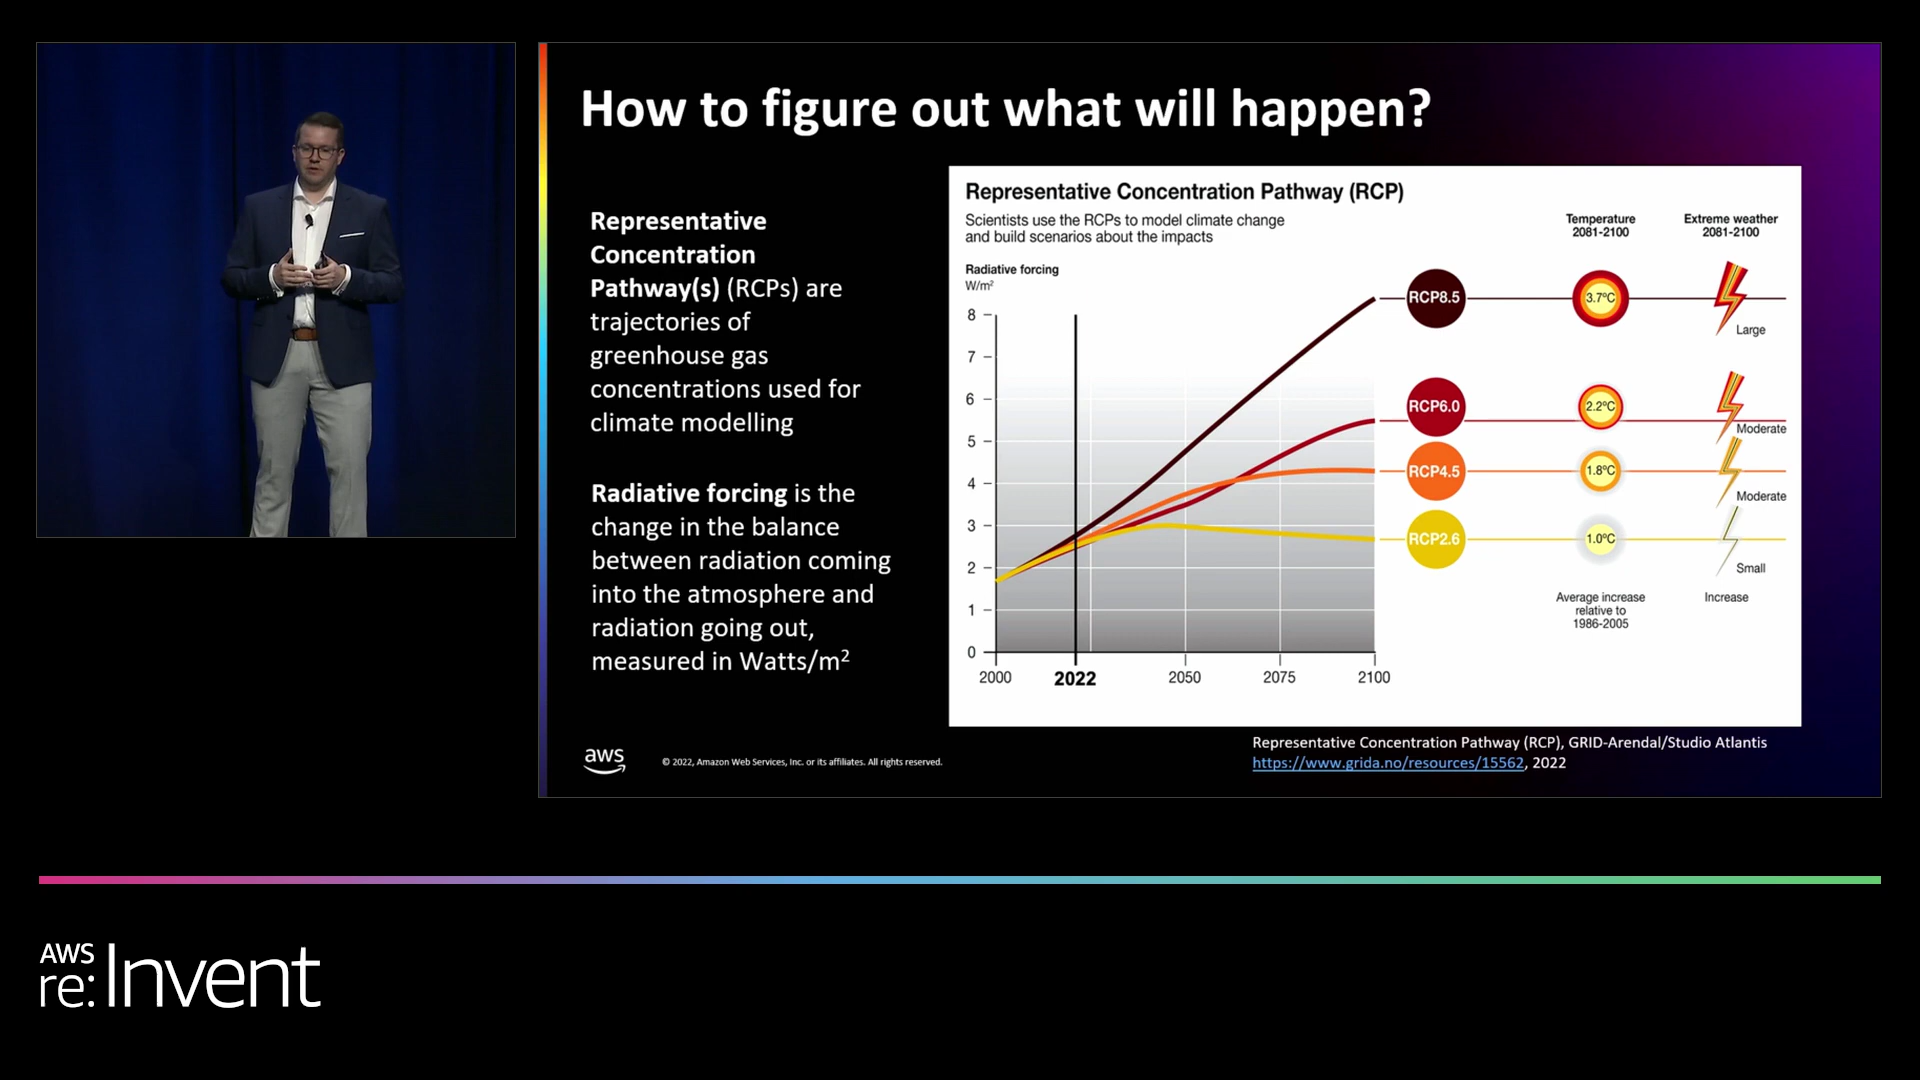 How to figure out what will happen?
Representative
Concentration
Pathway(s) (RCPs) are
trajectories of
greenhouse gas
concentrations used for
climate modelling
Radiative forcing is the
change in the balance
between radiation coming
into the atmosphere and
radiation going out,
measured in Watts/m²
Representative Concentration Pathway (RCP)
Scientists use the RCPs to model climate change
and build scenarios about the impacts
Temperature
2081-2100
Extreme weather
2081-2100
Radiative forcing
W/m²
8
7
6
5
4
3
2
1
0
2000
2022
2050
2075
2100
RCP8.5
3.7ºC
Large
RCP6.0
2.2ºC
Moderate
RCP4.5
1.8ºC
Moderate
RCP2.6
1.0ºC
Small
Average increase
relative to
1986-2005
Increase
aws
© 2022, Amazon Web Services, Inc. or its affiliates. All rights reserved.
Representative Concentration Pathway (RCP), GRID-Arendal/Studio Atlantis
https://www.grida.no/resources/15562, 2022
AWS
re:Invent